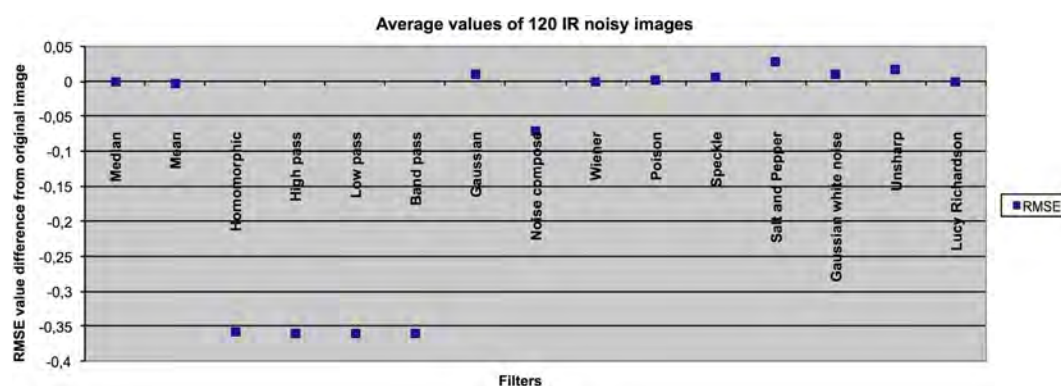 Average values of 120 IR noisy images
RMSE value difference from original image
0,05
0
-0,05
-0,1
-0,15
-0,2
-0,25
-0,3
-0,35
-0,4
Median
Mean
Homomorphic
High pass
Low pass
Band pass
Gaussian
Noise compose
Wiener
Poison
Speckle
Salt and Pepper
Gaussian white noise
Unsharp
Lucy Richardson
RMSE
Filters